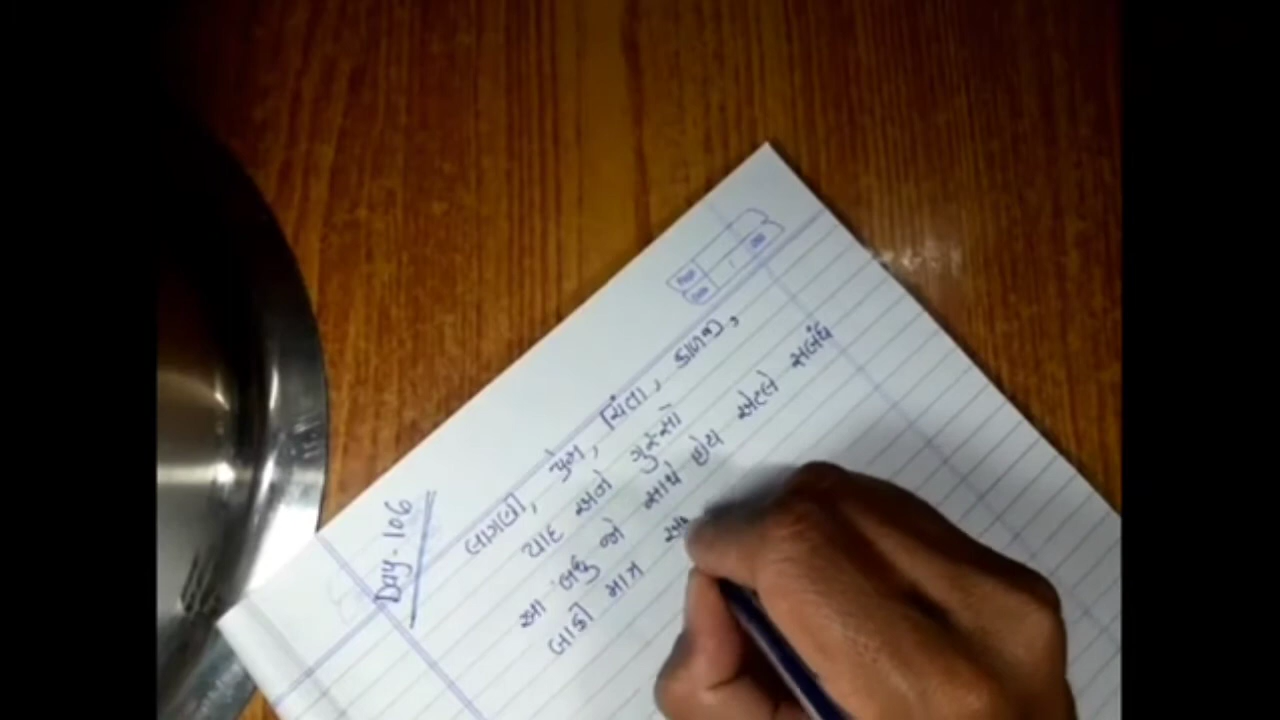 Day-106
લાગણી, પ્રેમ, ચિંતા, કાળજી,
યાદ અને ગુસ્સો
આ બધુ જો સાથે હોય એટલે સબંધ
બાકી માત્ર